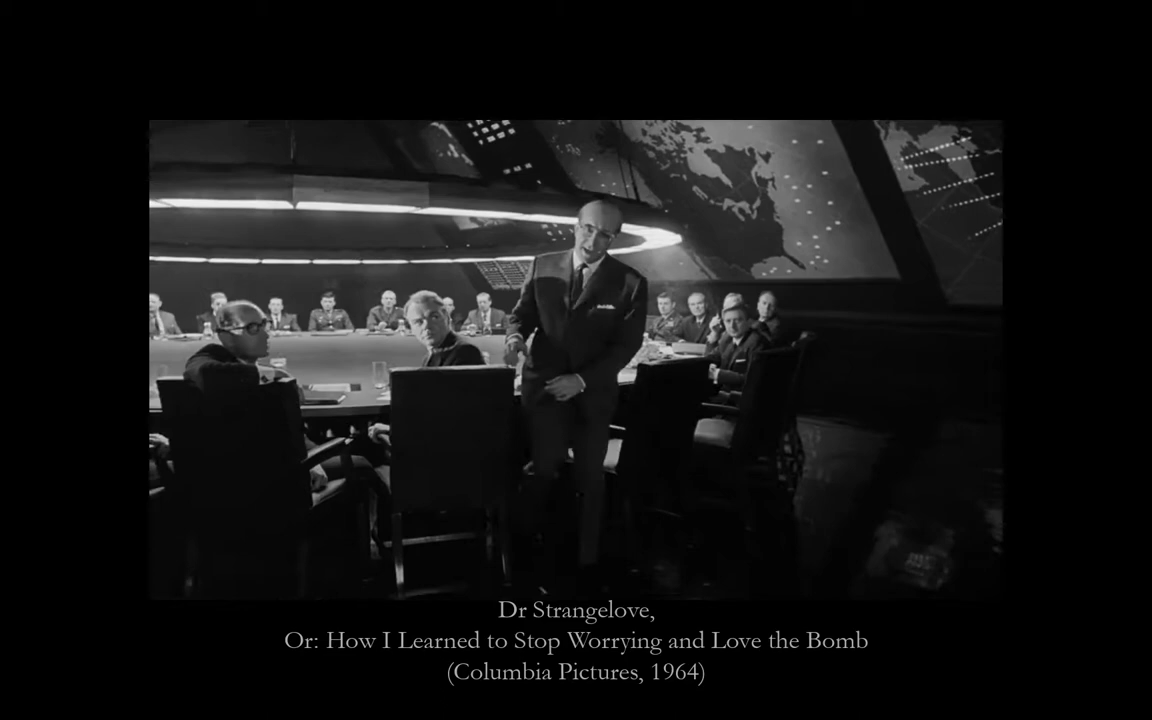 Dr Strangelove,
Or: How I Learned to Stop Worrying and Love the Bomb
(Columbia Pictures, 1964)